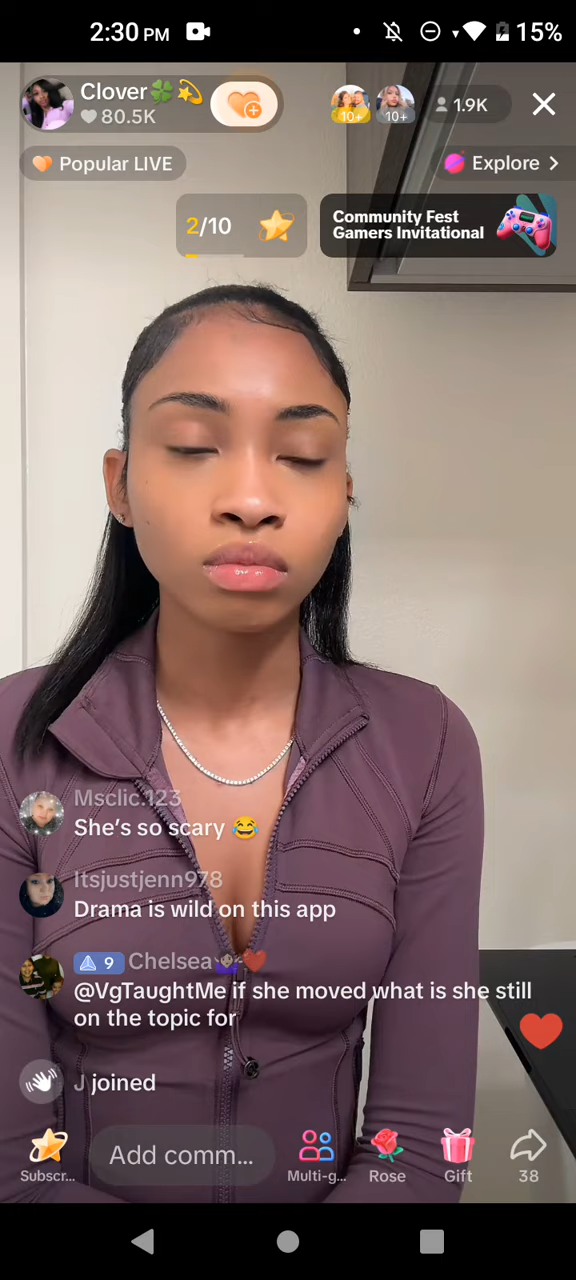 2:30 PM
15%
Clover🍀💫
80.5K
10+
10+
1.9K
Popular LIVE
Explore >
2/10
Community Fest
Gamers Invitational
Msclic.123
She's so scary 😂
Itsjustjenn978
Drama is wild on this app
9 Chelsea💇🏽‍♀️❤️
@VgTaughtMe if she moved what is she still
on the topic for
J joined
Add comm...
Subscr...
Multi-g...
Rose
Gift
38